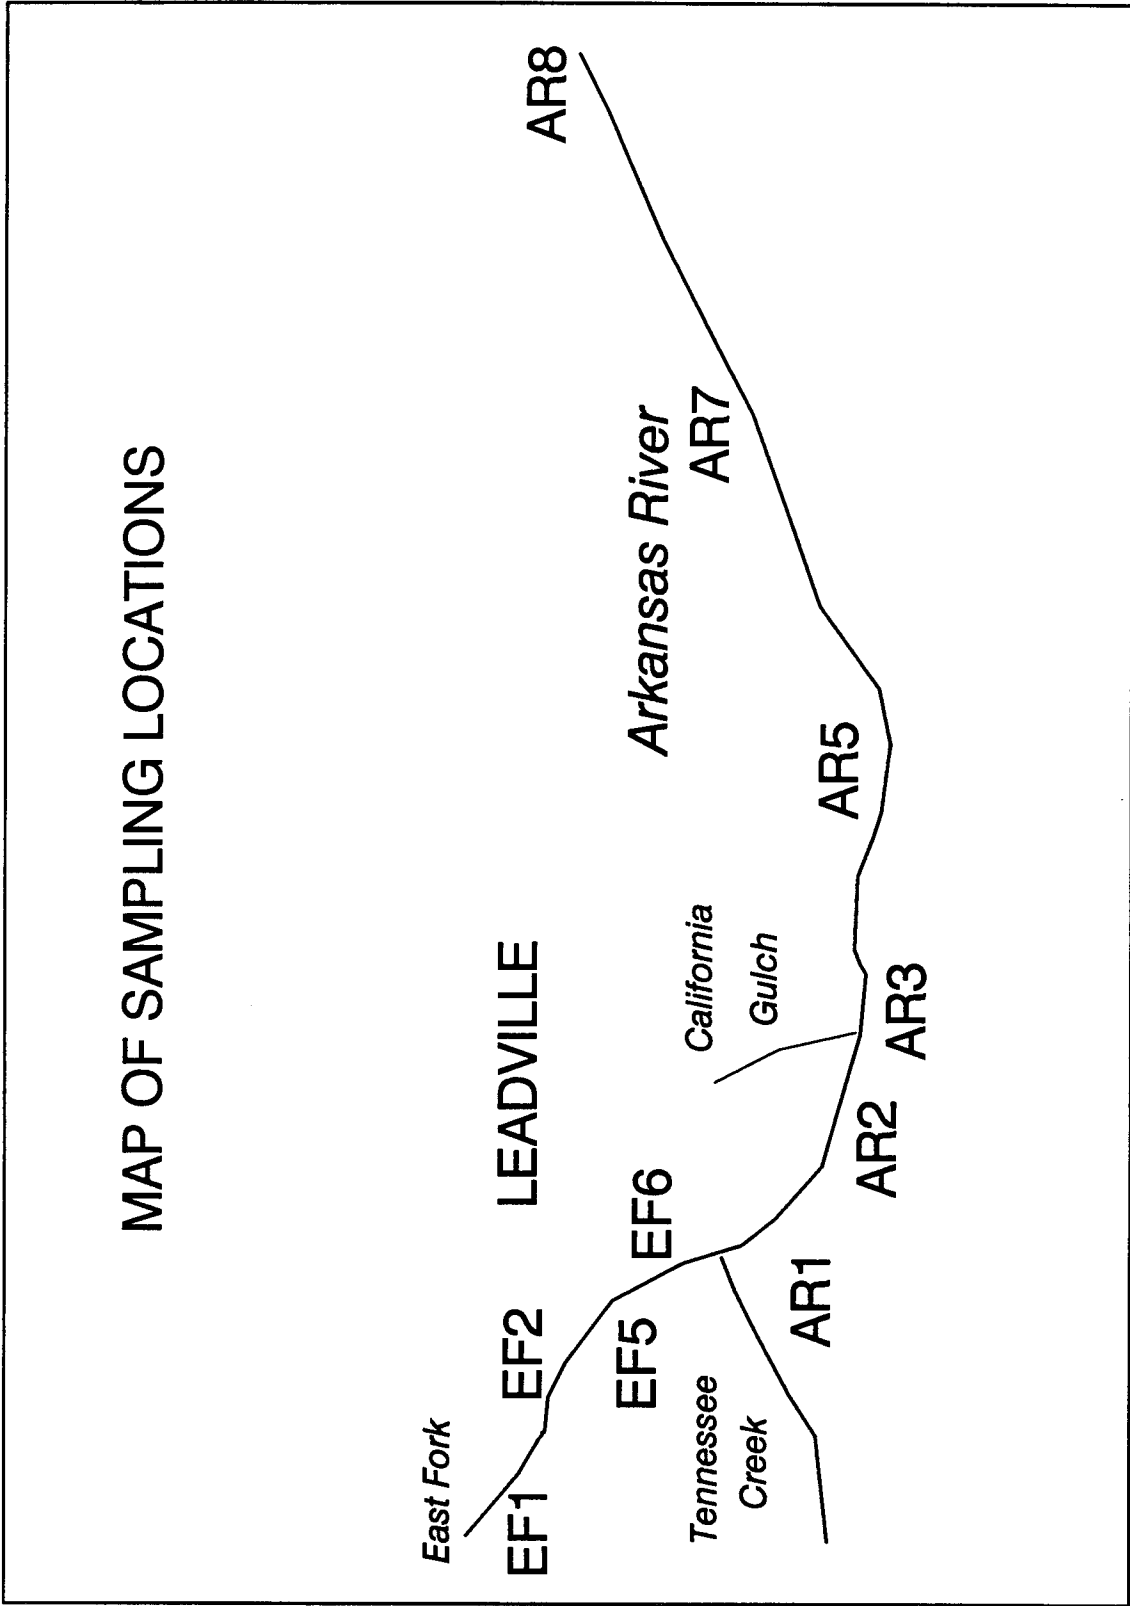 MAP OF SAMPLING LOCATIONS
East Fork
EF1
EF2
LEADVILLE
AR8
EF5
EF6
Tennessee
Creek
California
Gulch
Arkansas River
AR7
AR1
AR2
AR3
AR5